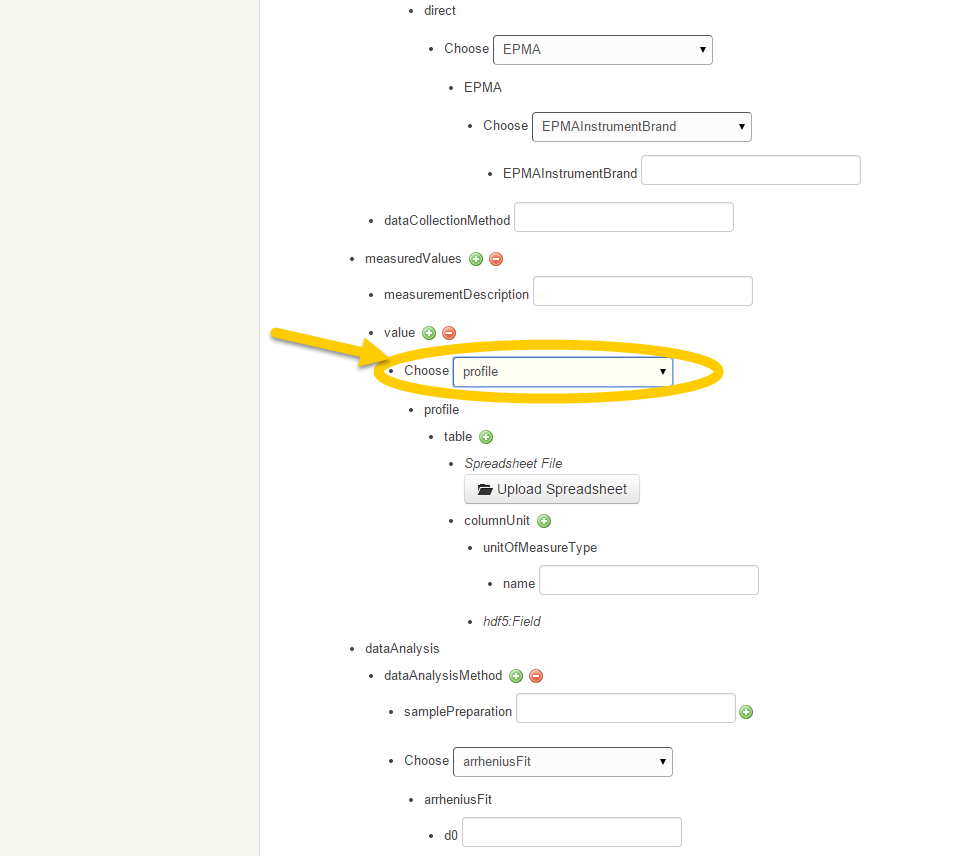 direct
Choose EPMA
EPMA
Choose EPMAInstrumentBrand
EPMAInstrumentBrand
dataCollectionMethod
measuredValues
measurementDescription
value
Choose profile
profile
table
Spreadsheet File
Upload Spreadsheet
columnUnit
unitOfMeasureType
name
hdf5:Field
dataAnalysis
dataAnalysisMethod
samplePreparation
Choose arrheniusFit
arrheniusFit
d0